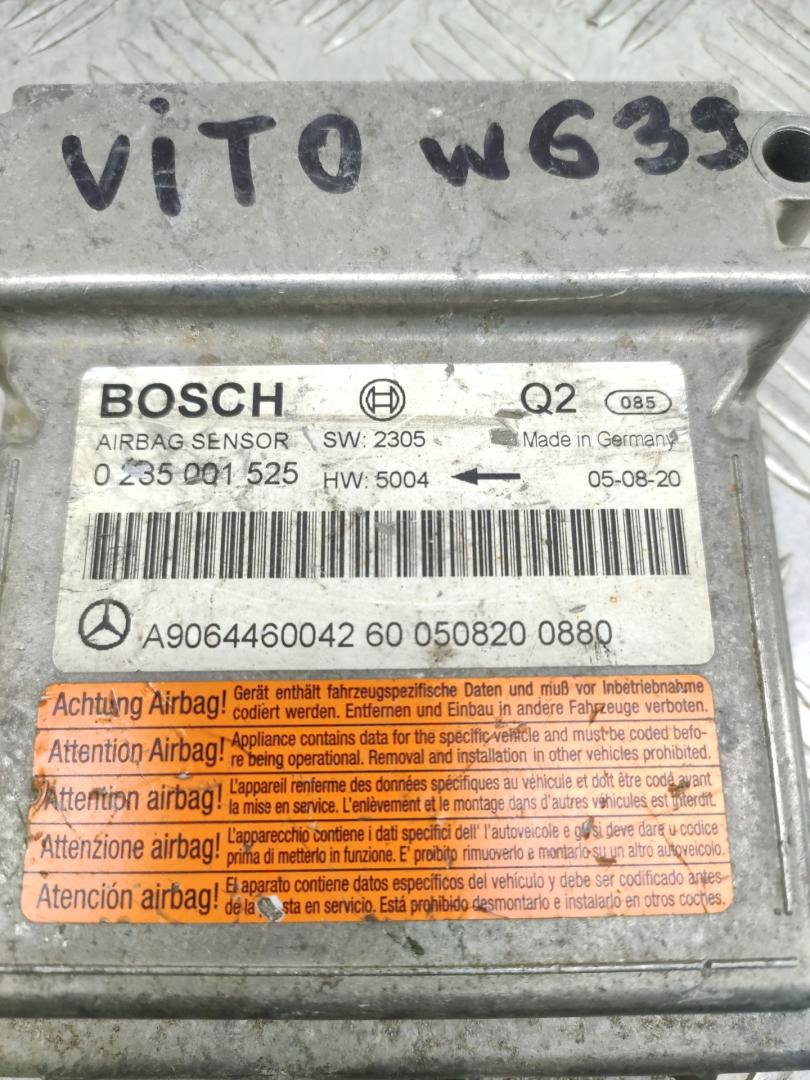 VITO W639
BOSCH Q2 085
AIRBAG SENSOR SW: 2305 Made in Germany
0 235 001 525 HW: 5004 05-08-20
A9064460042 60 050820 0880
Achtung Airbag! Gerät enthält fahrzeugspezifische Daten und muß vor Inbetriebnahme
codiert werden. Entfernen und Einbau in andere Fahrzeuge verboten.
Attention Airbag! Appliance contains data for the specific vehicle and must be coded befo-
re being operational. Removal and installation in other vehicles prohibited.
Attention airbag! L'appareil renferme des données spécifiques au véhicule et doit être codé avant
la mise en service. L'enlèvement et le montage dans d'autres véhicules est interdit.
Attenzione airbag! L'apparecchio contiene i dati specifici dell' l'autoveicole e si deve dare codice
prima di metterlo in funzione. E' proibito rimuoverlo e montarlo su un altro autoveicolo.
Atención airbag! El aparato contiene datos específicos del vehículo y debe ser codificado antes
de la en servicio. Está prohibido desmontarlo e instalarlo en otros coches.